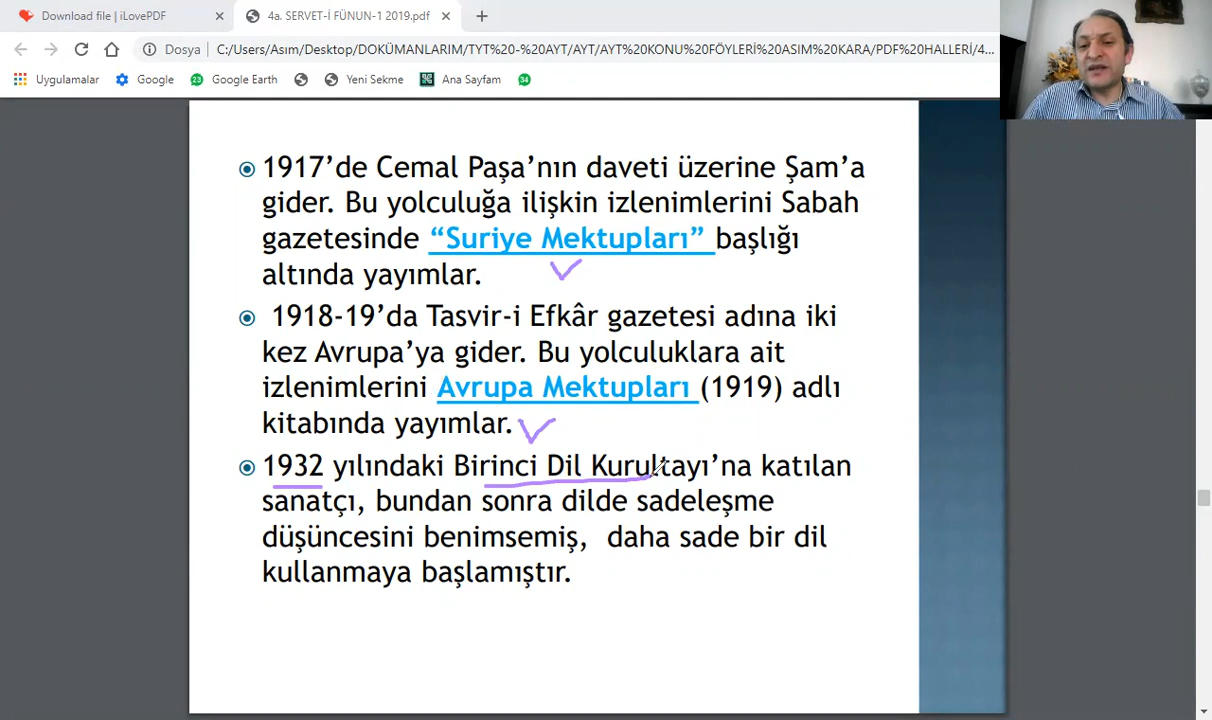 Download file | iLovePDF
4a. SERVET-İ FÜNUN-1 2019.pdf
Dosya
C:/Users/Asım/Desktop/DOKÜMANLARIM/TYT%20-%20AYT/AYT/AYT%20KONU%20FÖYLERİ%20ASIM%20KARA/PDF%20HALLERİ/4...
Uygulamalar
Google
23
Google Earth
Yeni Sekme
Ana Sayfam
34
1917’de Cemal Paşa’nın daveti üzerine Şam’a
gider. Bu yolculuğa ilişkin izlenimlerini Sabah
gazetesinde “Suriye Mektupları” başlığı
altında yayımlar.
1918-19’da Tasvir-i Efkâr gazetesi adına iki
kez Avrupa’ya gider. Bu yolculuklara ait
izlenimlerini Avrupa Mektupları (1919) adlı
kitabında yayımlar.
1932 yılındaki Birinci Dil Kurultayı’na katılan
sanatçı, bundan sonra dilde sadeleşme
düşüncesini benimsemiş, daha sade bir dil
kullanmaya başlamıştır.